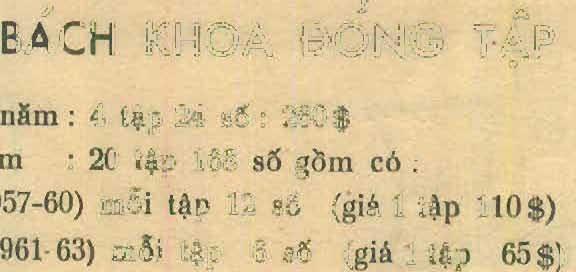 BÁCH KHOA ĐÓNG TẬP
năm : 4 tập 24 số : 280$
m : 20 tập 168 số gồm có :
957-60) mỗi tập 12 số (giá 1 tập 110$)
961-63) mỗi tập 6 số (giá 1 tập 65$)